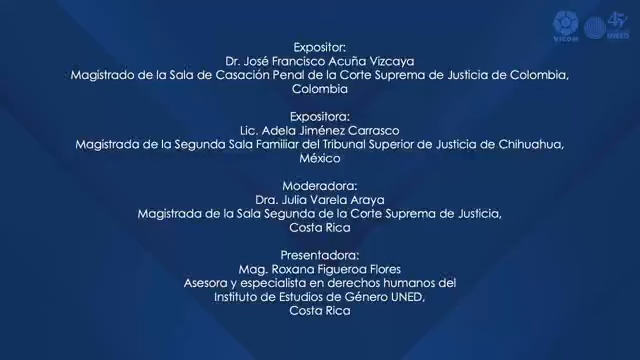 VICOM
45
UNED
Expositor:
Dr. José Francisco Acuña Vizcaya
Magistrado de la Sala de Casación Penal de la Corte Suprema de Justicia de Colombia,
Colombia
Expositora:
Lic. Adela Jiménez Carrasco
Magistrada de la Segunda Sala Familiar del Tribunal Superior de Justicia de Chihuahua,
México
Moderadora:
Dra. Julia Varela Araya
Magistrada de la Sala Segunda de la Corte Suprema de Justicia,
Costa Rica
Presentadora:
Mag. Roxana Figueroa Flores
Asesora y especialista en derechos humanos del
Instituto de Estudios de Género UNED,
Costa Rica